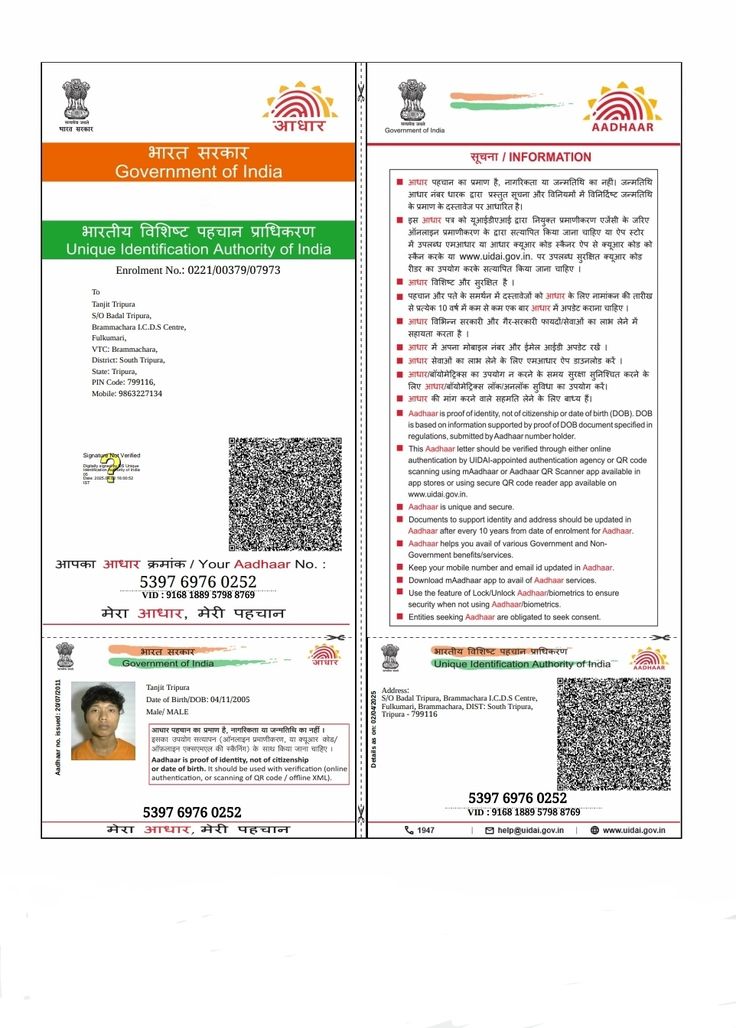 सत्यमेव जयते
भारत सरकार
आधार
भारत सरकार
Government of India
भारतीय विशिष्ट पहचान प्राधिकरण
Unique Identification Authority of India
Enrolment No.: 0221/00379/07973
To
Tanjit Tripura
S/O Badal Tripura,
Brammachara I.C.D.S Centre,
Fulkumari,
VTC: Brammachara,
District: South Tripura,
State: Tripura,
PIN Code: 799116,
Mobile: 9863227134
Signature Not Verified
?
Digitally signed by DS Unique
Identification Authority of India
05
IST
आपका आधार क्रमांक / Your Aadhaar No. :
5397 6976 0252
VID : 9168 1889 5798 8769
मेरा आधार, मेरी पहचान
भारत सरकार
Government of India
आधार
Aadhaar no. issued: 20/07/2011
Tanjit Tripura
Date of Birth/DOB: 04/11/2005
Male/ MALE
आधार पहचान का प्रमाण है, नागरिकता या जन्मतिथि का नहीं ।
इसका उपयोग सत्यापन (ऑनलाइन प्रमाणीकरण, या क्यूआर कोड/
ऑफ़लाइन एक्सएमएल की स्कैनिंग) के साथ किया जाना चाहिए ।
Aadhaar is proof of identity, not of citizenship
or date of birth. It should be used with verification (online
authentication, or scanning of QR code / offline XML).
5397 6976 0252
मेरा आधार, मेरी पहचान
सत्यमेव जयते
Government of India
AADHAAR
सूचना / INFORMATION
आधार पहचान का प्रमाण है, नागरिकता या जन्मतिथि का नहीं। जन्मतिथि
आधार नंबर धारक द्वारा प्रस्तुत सूचना और विनियमों में विनिर्दिष्ट जन्मतिथि
के प्रमाण के दस्तावेज पर आधारित है।
इस आधार पत्र को यूआईडीएआई द्वारा नियुक्त प्रमाणीकरण एजेंसी के जरिए
ऑनलाइन प्रमाणीकरण के द्वारा सत्यापित किया जाना चाहिए या ऐप स्टोर
में उपलब्ध एमआधार या आधार क्यूआर कोड स्कैनर ऐप से क्यूआर कोड को
स्कैन करके या www.uidai.gov.in. पर उपलब्ध सुरक्षित क्यूआर कोड
रीडर का उपयोग करके सत्यापित किया जाना चाहिए ।
आधार विशिष्ट और सुरक्षित है ।
पहचान और पते के समर्थन में दस्तावेजों को आधार के लिए नामांकन की तारीख
से प्रत्येक 10 वर्ष में कम से कम एक बार आधार में अपडेट कराना चाहिए ।
आधार विभिन्न सरकारी और गैर-सरकारी फायदों/सेवाओं का लाभ लेने में
सहायता करता है ।
आधार में अपना मोबाइल नंबर और ईमेल आईडी अपडेट रखें ।
आधार सेवाओं का लाभ लेने के लिए एमआधार ऐप डाउनलोड करें ।
आधार/बॉयोमेट्रिक्स का उपयोग न करने के समय सुरक्षा सुनिश्चित करने के
लिए आधार/बॉयोमेट्रिक्स लॉक/अनलॉक सुविधा का उपयोग करें।
आधार की मांग करने वाले सहमति लेने के लिए बाध्य हैं।
Aadhaar is proof of identity, not of citizenship or date of birth (DOB). DOB
is based on information supported by proof of DOB document specified in
regulations, submitted by Aadhaar number holder.
This Aadhaar letter should be verified through either online
authentication by UIDAI-appointed authentication agency or QR code
scanning using mAadhaar or Aadhaar QR Scanner app available in
app stores or using secure QR code reader app available on
www.uidai.gov.in.
Aadhaar is unique and secure.
Documents to support identity and address should be updated in
Aadhaar after every 10 years from date of enrolment for Aadhaar.
Aadhaar helps you avail of various Government and Non-
Government benefits/services.
Keep your mobile number and email id updated in Aadhaar.
Download mAadhaar app to avail of Aadhaar services.
Use the feature of Lock/Unlock Aadhaar/biometrics to ensure
security when not using Aadhaar/biometrics.
Entities seeking Aadhaar are obligated to seek consent.
भारतीय विशिष्ट पहचान प्राधिकरण
Unique Identification Authority of India
AADHAAR
Details as on: 02/04/2025
Address:
S/O Badal Tripura, Brammachara I.C.D.S Centre,
Fulkumari, Brammachara, DIST: South Tripura,
Tripura - 799116
5397 6976 0252
VID : 9168 1889 5798 8769
1947 | help@uidai.gov.in | www.uidai.gov.in